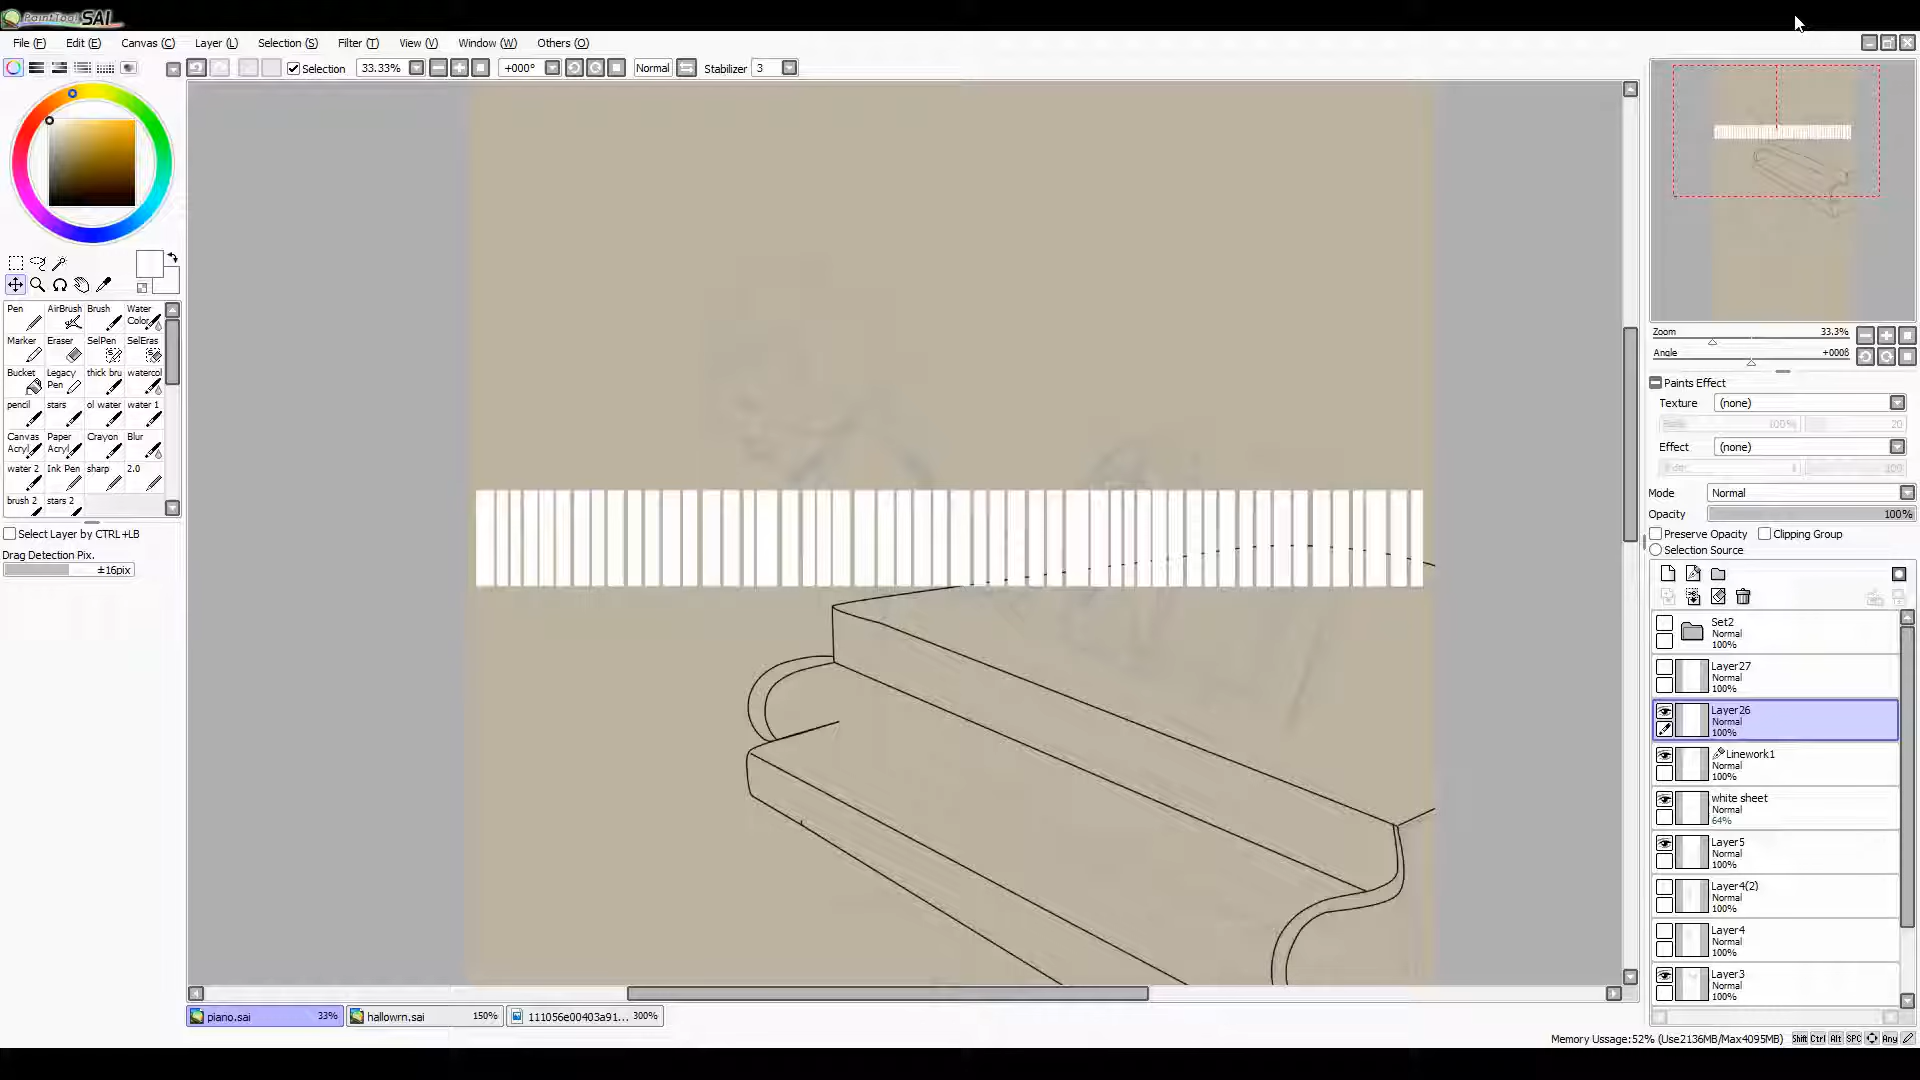 PaintTool SAI
File (F) Edit (E) Canvas (C) Layer (L) Selection (S) Filter (T) View (V) Window (W) Others (O)
Selection 33.33% +000° Normal Stabilizer 3
Zoom 33.3%
Angle
Paints Effect
Texture (none)
100% 20
Effect (none)
100
Mode Normal
Opacity 100%
Preserve Opacity Clipping Group
Selection Source
Pen AirBrush Brush Water Color
Marker Eraser SelPen SelEras
Bucket Legacy Pen thick bru watercol
pencil stars ol water water 1
Canvas Acryl Paper Acryl Crayon Blur
water 2 Ink Pen sharp 2.0
brush 2 stars 2
Select Layer by CTRL+LB
Drag Detection Pix.
±16pix
Set2
Normal
100%
Layer27
Normal
100%
Layer26
Normal
100%
Linework1
Normal
100%
white sheet
Normal
64%
Layer5
Normal
100%
Layer4(2)
Normal
100%
Layer4
Normal
100%
Layer3
Normal
100%
piano.sai 33% hallowrn.sai 150% 111056e00403a91... 300%
Memory Ussage:52% (Use2136MB/Max4095MB) Shift Ctrl Alt SPC Any